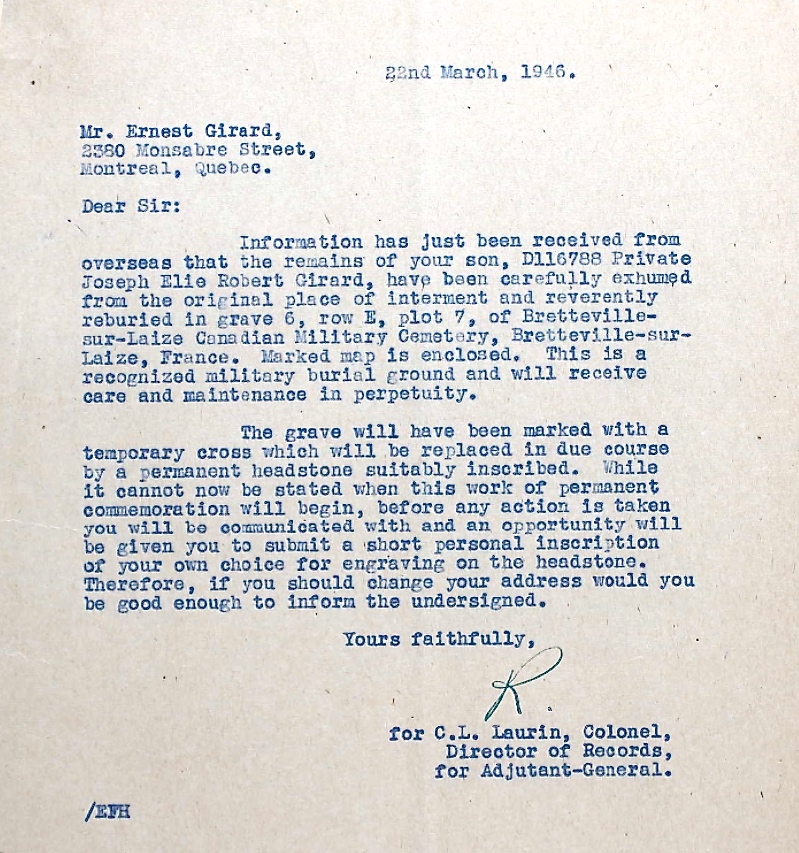 22nd March, 1946.
Mr. Ernest Girard,
2380 Monsabre Street,
Montreal, Quebec.
Dear Sir:
Information has just been received from
overseas that the remains of your son, D116788 Private
Joseph Elie Robert Girard, have been carefully exhumed
from the original place of interment and reverently
reburied in grave 6, row E, plot 7, of Bretteville-
sur-Laize Canadian Military Cemetery, Bretteville-sur-
Laize, France. Marked map is enclosed. This is a
recognized military burial ground and will receive
care and maintenance in perpetuity.
The grave will have been marked with a
temporary cross which will be replaced in due course
by a permanent headstone suitably inscribed. While
it cannot now be stated when this work of permanent
commemoration will begin, before any action is taken
you will be communicated with and an opportunity will
be given you to submit a short personal inscription
of your own choice for engraving on the headstone.
Therefore, if you should change your address would you
be good enough to inform the undersigned.
Yours faithfully,
R.
for C.L. Laurin, Colonel,
Director of Records,
for Adjutant-General.
/EFH